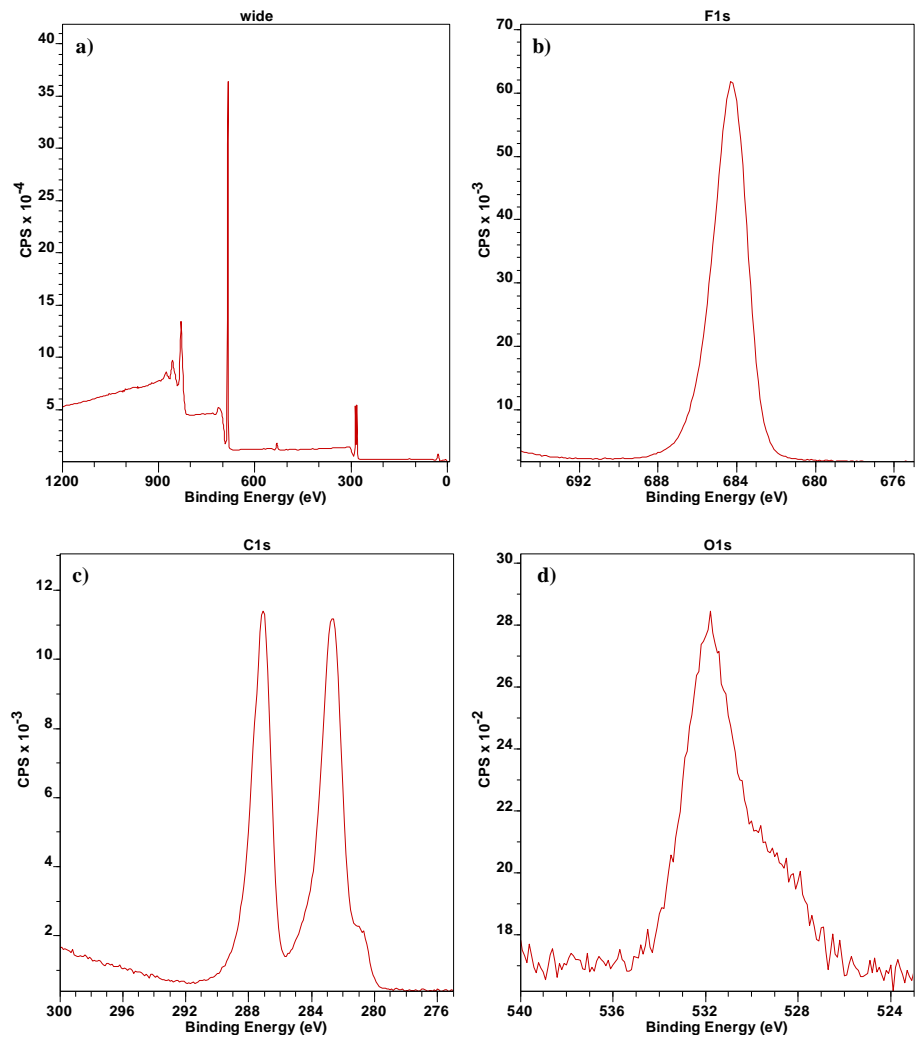 wide
a)
CPS x 10-4
40
35
30
25
20
15
10
5
1200 900 600 300 0
Binding Energy (eV)
F1s
b)
CPS x 10-3
70
60
50
40
30
20
10
692 688 684 680 676
Binding Energy (eV)
C1s
c)
CPS x 10-3
12
10
8
6
4
2
300 296 292 288 284 280 276
Binding Energy (eV)
O1s
d)
CPS x 10-2
30
28
26
24
22
20
18
540 536 532 528 524
Binding Energy (eV)